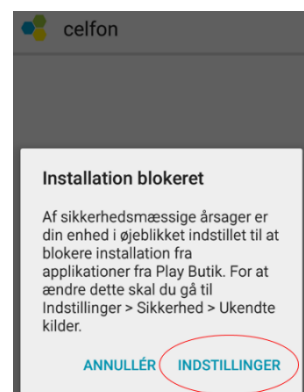 celfon
Installation blokeret
Af sikkerhedsmæssige årsager er
din enhed i øjeblikket indstillet til at
blokere installation fra
applikationer fra Play Butik. For at
ændre dette skal du gå til
Indstillinger > Sikkerhed > Ukendte
kilder.
ANNULLÉR INDSTILLINGER